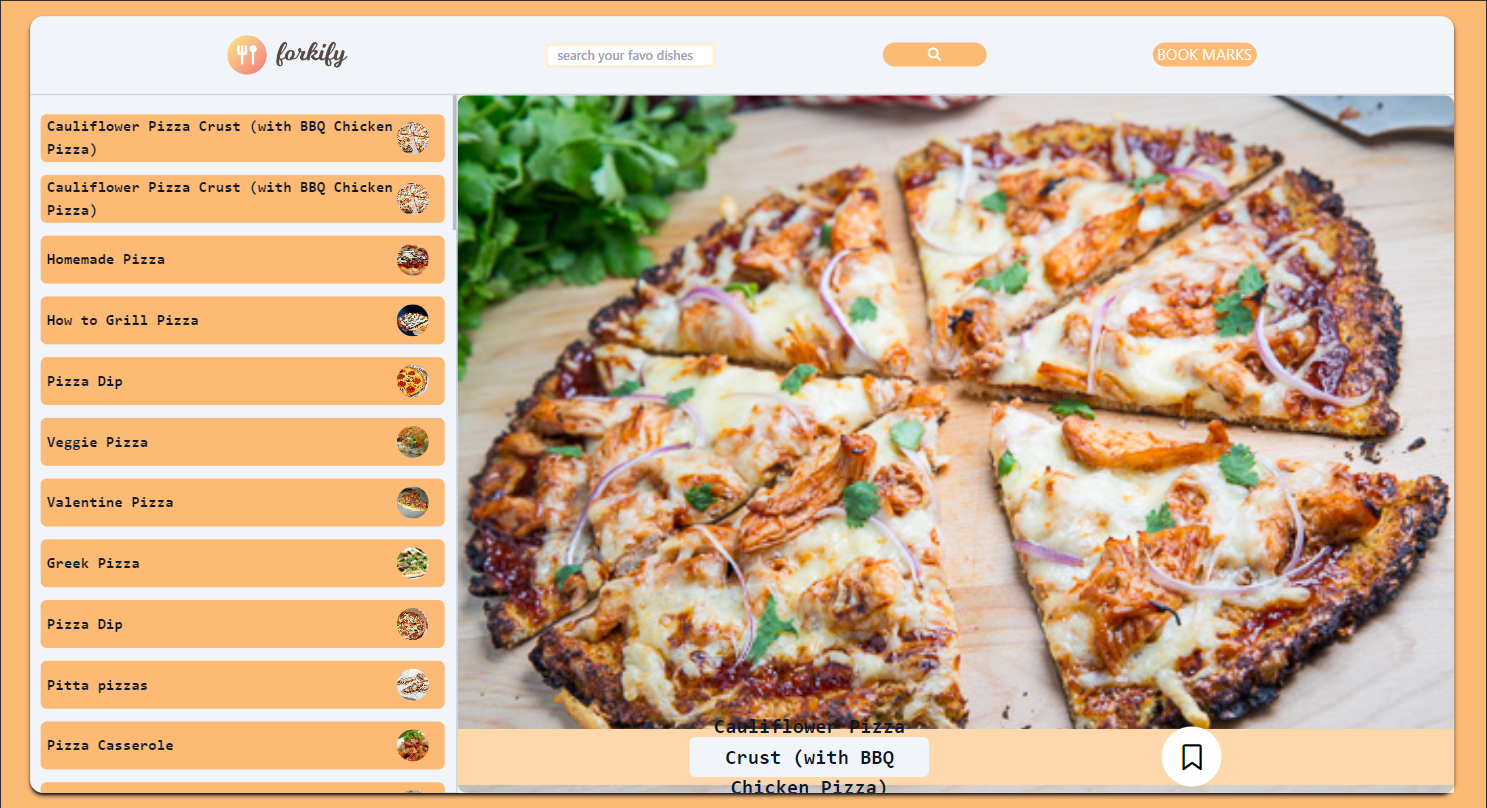 forkify
search your favo dishes
BOOK MARKS
Cauliflower Pizza Crust (with BBQ Chicken
Pizza)
Cauliflower Pizza Crust (with BBQ Chicken
Pizza)
Homemade Pizza
How to Grill Pizza
Pizza Dip
Veggie Pizza
Valentine Pizza
Greek Pizza
Pizza Dip
Pitta pizzas
Pizza Casserole
Cauliflower Pizza
Crust (with BBQ
Chicken Pizza)